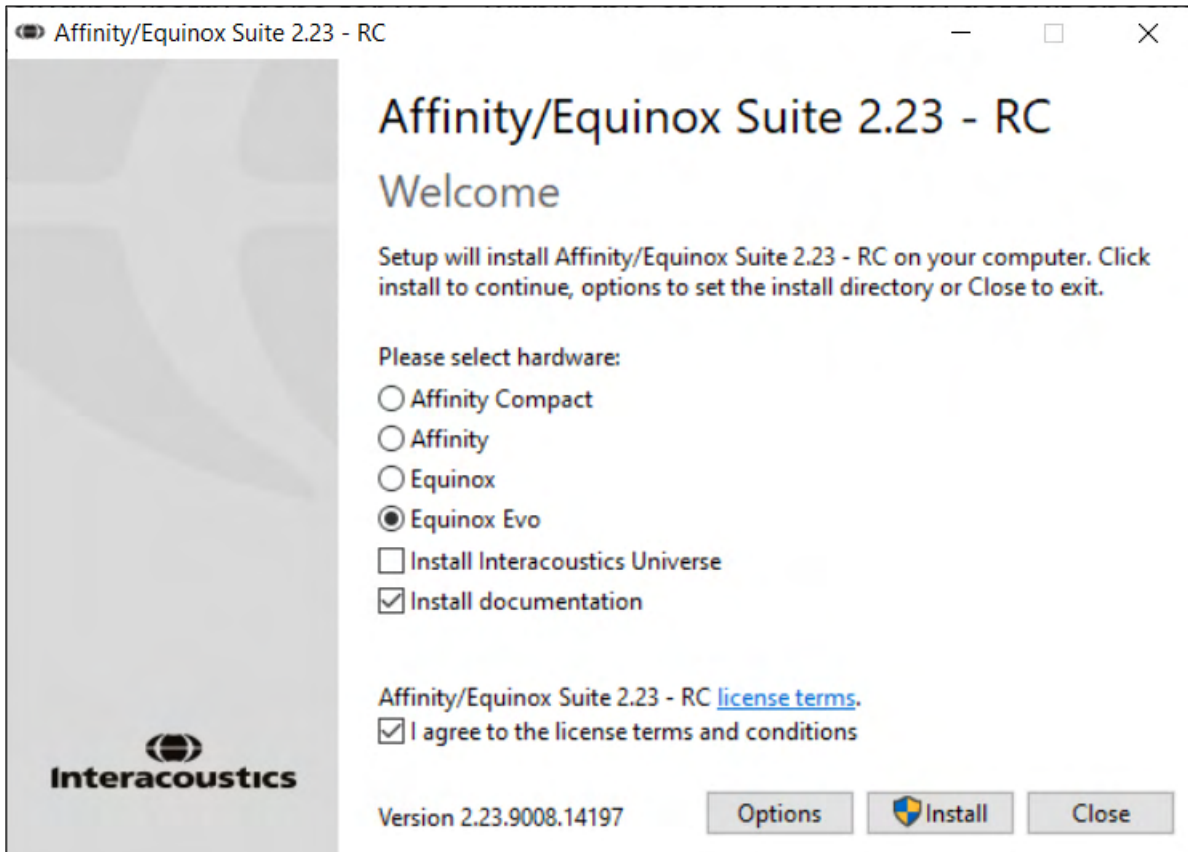 Affinity/Equinox Suite 2.23 - RC
Affinity/Equinox Suite 2.23 - RC
Welcome
Setup will install Affinity/Equinox Suite 2.23 - RC on your computer. Click
install to continue, options to set the install directory or Close to exit.
Please select hardware:
Affinity Compact
Affinity
Equinox
Equinox Evo
Install Interacoustics Universe
Install documentation
Affinity/Equinox Suite 2.23 - RC license terms.
I agree to the license terms and conditions
Interacoustics
Version 2.23.9008.14197
Options
Install
Close